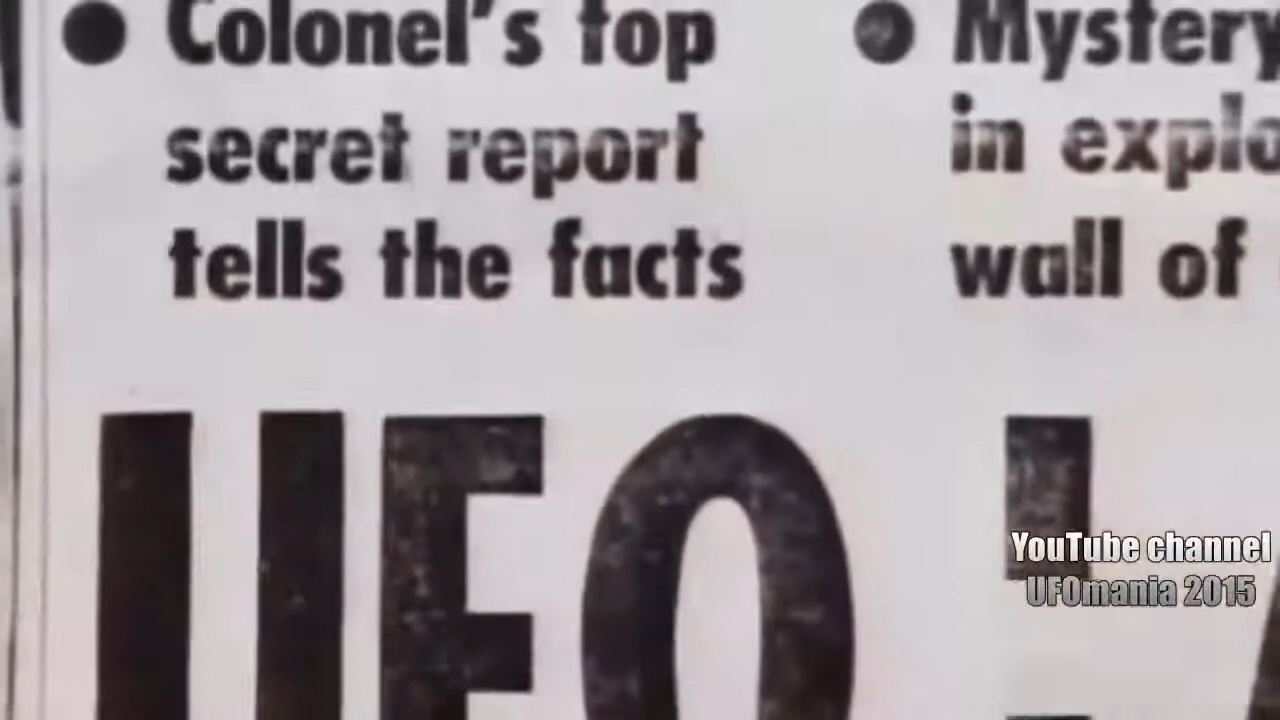 Colonel's top
secret report
tells the facts
Mystery
in explo
wall of
UFO
YouTube channel
UFOmania 2015